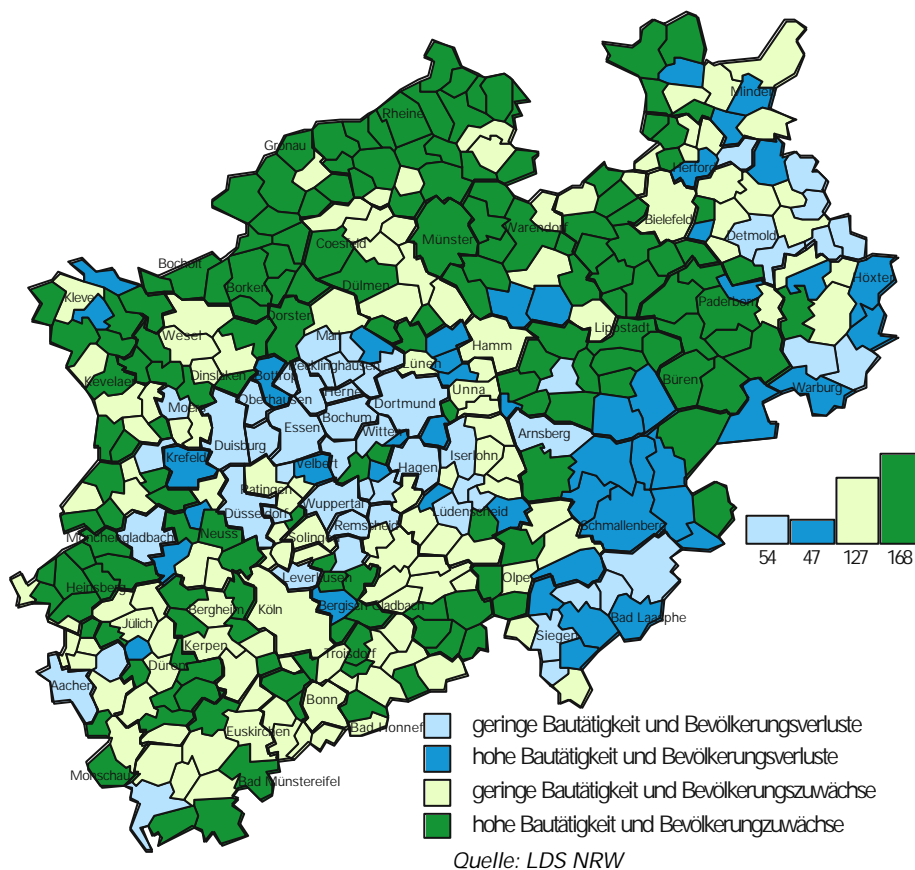 Minden
Rheine
Gronau
Herford
Bielefeld
Warendorf
Münster
Coesfeld
Detmold
Bocholt
Höxter
Kleve
Borken
Dülmen
Paderborn
Dorsten
Lippstadt
Wesel
Marl
Hamm
Recklinghausen
Lünen
Dinslaken
Bottrop
Kevelaer
Herne
Unna
Büren
Warburg
Oberhausen
Dortmund
Moers
Bochum
Essen
Witten
Arnsberg
Duisburg
Iserlohn
Krefeld
Velbert
Hagen
Ratingen
Wuppertal
Düsseldorf
Lüdenscheid
Remscheid
Schmallenberg
Neuss
Mönchengladbach
Solingen
54
47
127
168
Leverkusen
Olpe
Heinsberg
Bergisch Gladbach
Bergheim
Köln
Bad Laasphe
Jülich
Siegen
Kerpen
Troisdorf
Düren
Aachen
Bonn
Bad Honnef
Euskirchen
Monschau
Bad Münstereifel
geringe Bautätigkeit und Bevölkerungsverluste
hohe Bautätigkeit und Bevölkerungsverluste
geringe Bautätigkeit und Bevölkerungszuwächse
hohe Bautätigkeit und Bevölkerungzuwächse
Quelle: LDS NRW